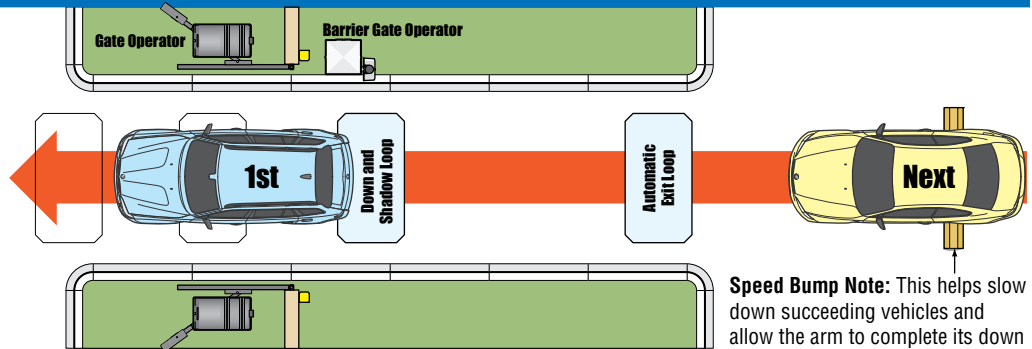 Gate Operator
Barrier Gate Operator
1st
Down and
Shadow Loop
Automatic
Exit Loop
Next
Speed Bump Note: This helps slow
down succeeding vehicles and
allow the arm to complete its down